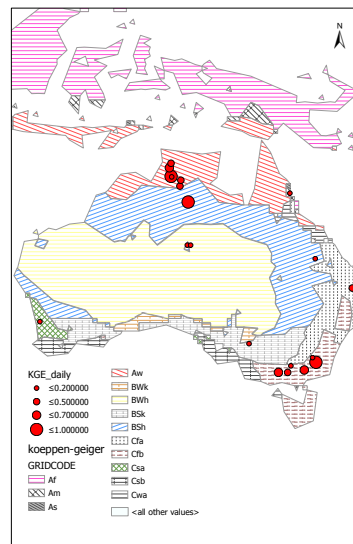 N
KGE_daily
≤0.200000
≤0.500000
≤0.700000
≤1.000000
koeppen-geiger
GRIDCODE
Af
Am
As
Aw
BWk
BWh
BSk
BSh
Cfa
Cfb
Csa
Csb
Cwa
<all other values>